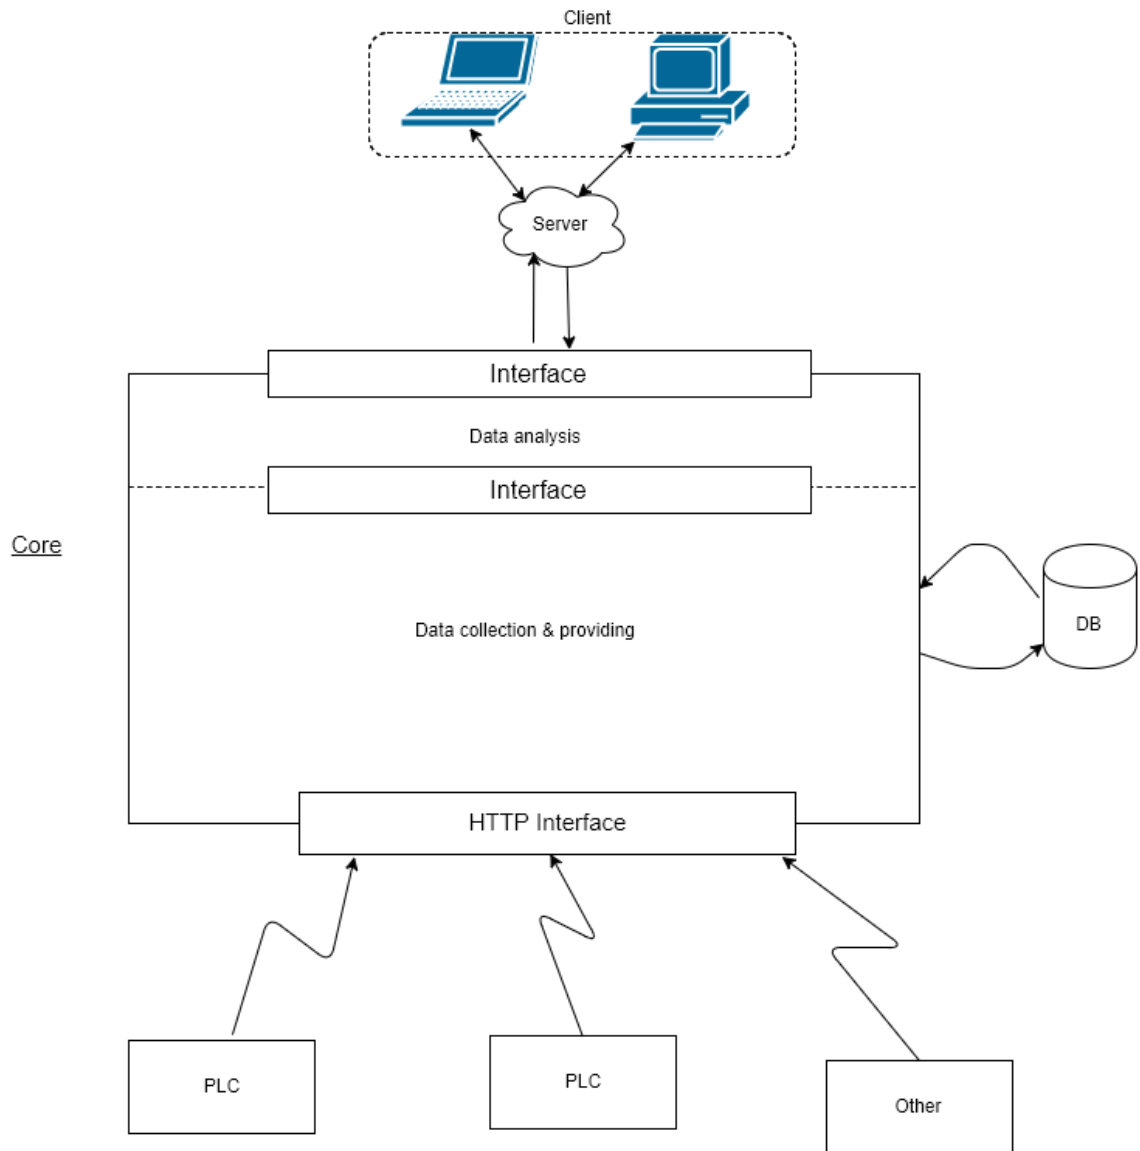 Client
Server
Interface
Data analysis
Interface
Core
Data collection & providing
DB
HTTP Interface
PLC
PLC
Other